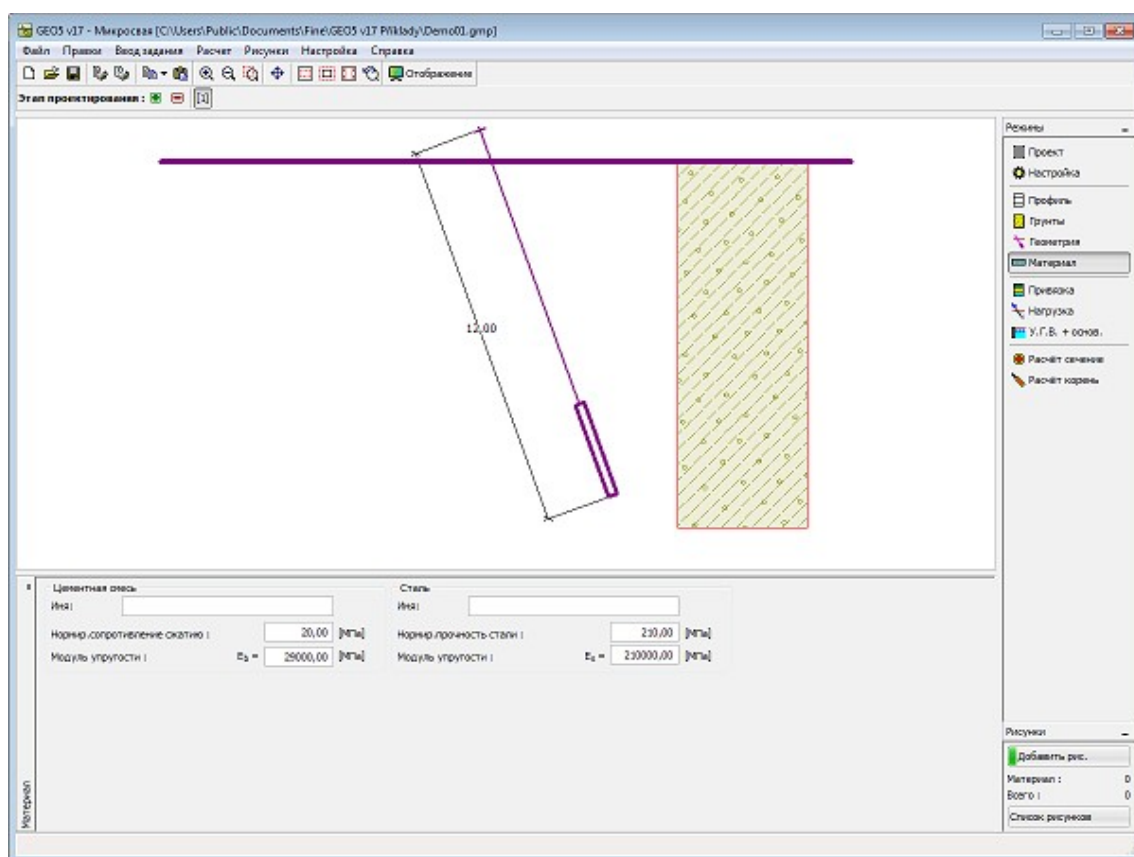 GEO5 v17 - Микросвая [C:\Users\Public\Documents\Fine\GEO5 v17 Příklady\Demo01.gmp]
Файл Правки Ввод задания Расчет Рисунки Настройка Справка
Отображение
Этап проектирования : [1]
Режимы
Проект
Настройка
Профиль
Грунты
Геометрия
Материал
Привязка
Нагрузка
У.Г.В. + основ.
Расчёт сечение
Расчёт корень
12,00
Цементная смесь
Имя:
Нормир.сопротивление сжатию : 20,00 [МПа]
Модуль упругости : Eb = 29000,00 [МПа]
Сталь
Имя:
Нормир.прочность стали : 210,00 [МПа]
Модуль упругости : Es = 210000,00 [МПа]
Материал
Рисунки
Добавить рис.
Материал : 0
Всего : 0
Список рисунков